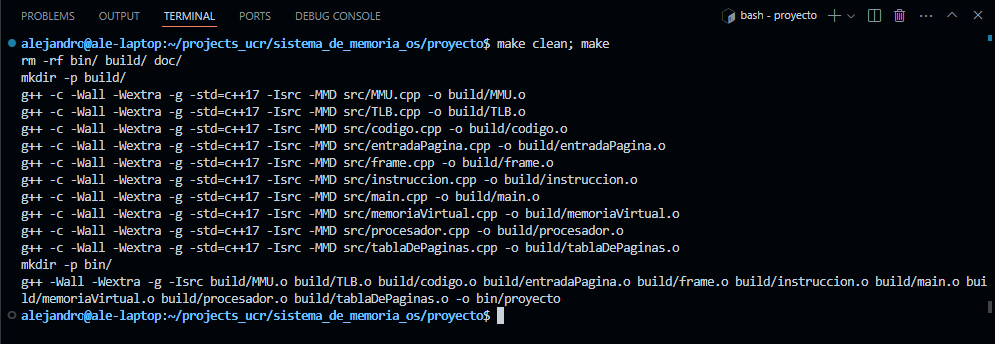 PROBLEMS OUTPUT TERMINAL PORTS DEBUG CONSOLE bash - proyecto
alejandro@ale-laptop:~/projects_ucr/sistema_de_memoria_os/proyecto$ make clean; make
rm -rf bin/ build/ doc/
mkdir -p build/
g++ -c -Wall -Wextra -g -std=c++17 -Isrc -MMD src/MMU.cpp -o build/MMU.o
g++ -c -Wall -Wextra -g -std=c++17 -Isrc -MMD src/TLB.cpp -o build/TLB.o
g++ -c -Wall -Wextra -g -std=c++17 -Isrc -MMD src/codigo.cpp -o build/codigo.o
g++ -c -Wall -Wextra -g -std=c++17 -Isrc -MMD src/entradaPagina.cpp -o build/entradaPagina.o
g++ -c -Wall -Wextra -g -std=c++17 -Isrc -MMD src/frame.cpp -o build/frame.o
g++ -c -Wall -Wextra -g -std=c++17 -Isrc -MMD src/instruccion.cpp -o build/instruccion.o
g++ -c -Wall -Wextra -g -std=c++17 -Isrc -MMD src/main.cpp -o build/main.o
g++ -c -Wall -Wextra -g -std=c++17 -Isrc -MMD src/memoriaVirtual.cpp -o build/memoriaVirtual.o
g++ -c -Wall -Wextra -g -std=c++17 -Isrc -MMD src/procesador.cpp -o build/procesador.o
g++ -c -Wall -Wextra -g -std=c++17 -Isrc -MMD src/tablaDePaginas.cpp -o build/tablaDePaginas.o
mkdir -p bin/
g++ -Wall -Wextra -g -Isrc build/MMU.o build/TLB.o build/codigo.o build/entradaPagina.o build/frame.o build/instruccion.o build/main.o bui
ld/memoriaVirtual.o build/procesador.o build/tablaDePaginas.o -o bin/proyecto
alejandro@ale-laptop:~/projects_ucr/sistema_de_memoria_os/proyecto$